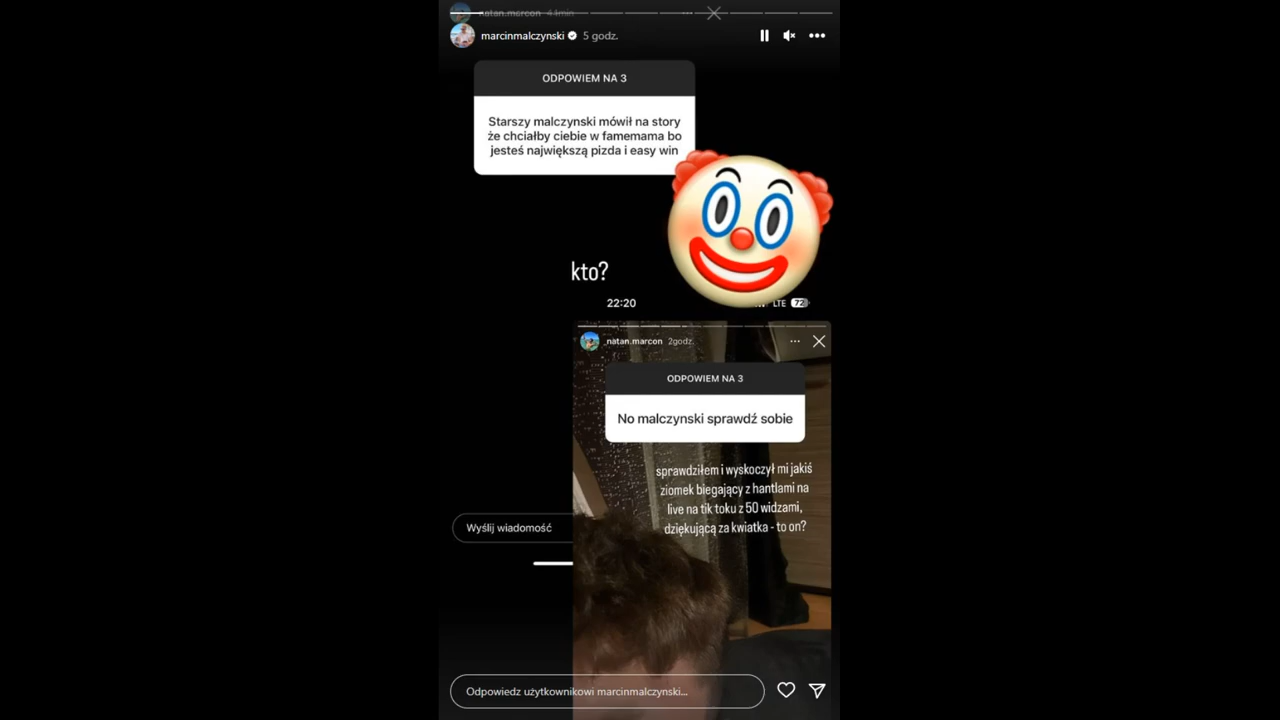 natan.marcon 44min
marcinmalczynski 5 godz.
ODPOWIEM NA 3
Starszy malczynski mówił na story
że chciałby ciebie w famemama bo
jesteś największą pizda i easy win
kto?
22:20
LTE 72
natan.marcon 2godz.
ODPOWIEM NA 3
No malczynski sprawdź sobie
sprawdziłem i wyskoczył mi jakiś
ziomek biegający z hantlami na
live na tik toku z 50 widzami,
dziękującą za kwiatka - to on?
Wyślij wiadomość
Odpowiedz użytkownikowi marcinmalczynski...